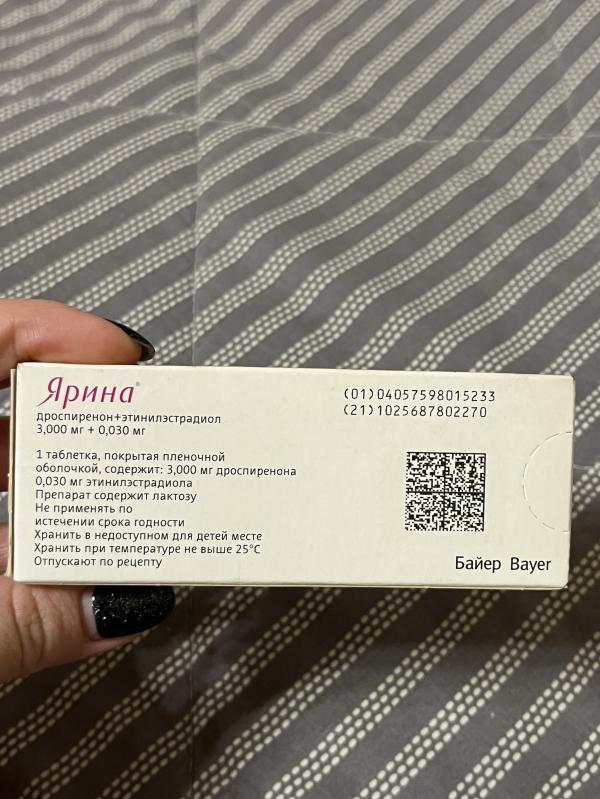 Ярина®
дроспиренон+этинилэстрадиол
3,000 мг + 0,030 мг
1 таблетка, покрытая пленочной
оболочкой, содержит: 3,000 мг дроспиренона
0,030 мг этинилэстрадиола
Препарат содержит лактозу
Не применять по
истечении срока годности
Хранить в недоступном для детей месте
Хранить при температуре не выше 25°C
Отпускают по рецепту
(01)04057598015233
(21)1025687802270
Байер Bayer